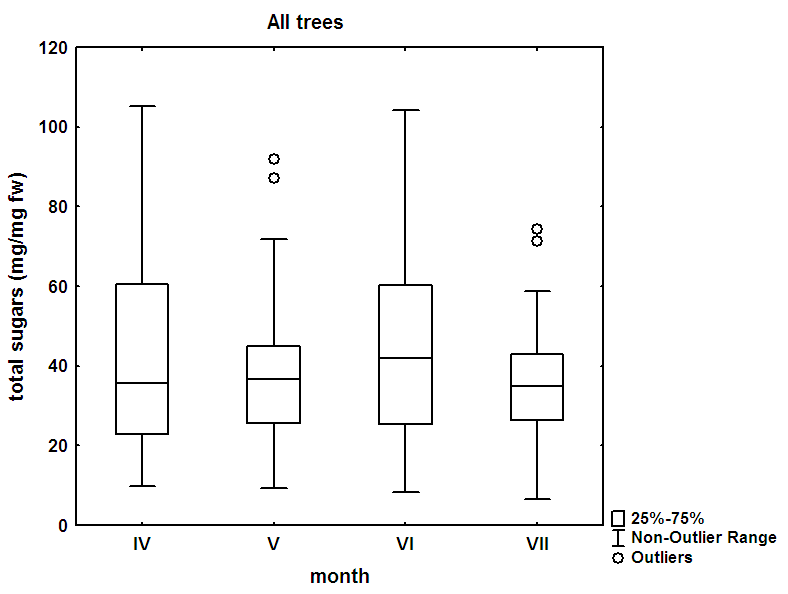 All trees
120
100
80
60
40
20
0
total sugars (mg/mg fw)
IV V VI VII
month
25%-75%
Non-Outlier Range
Outliers